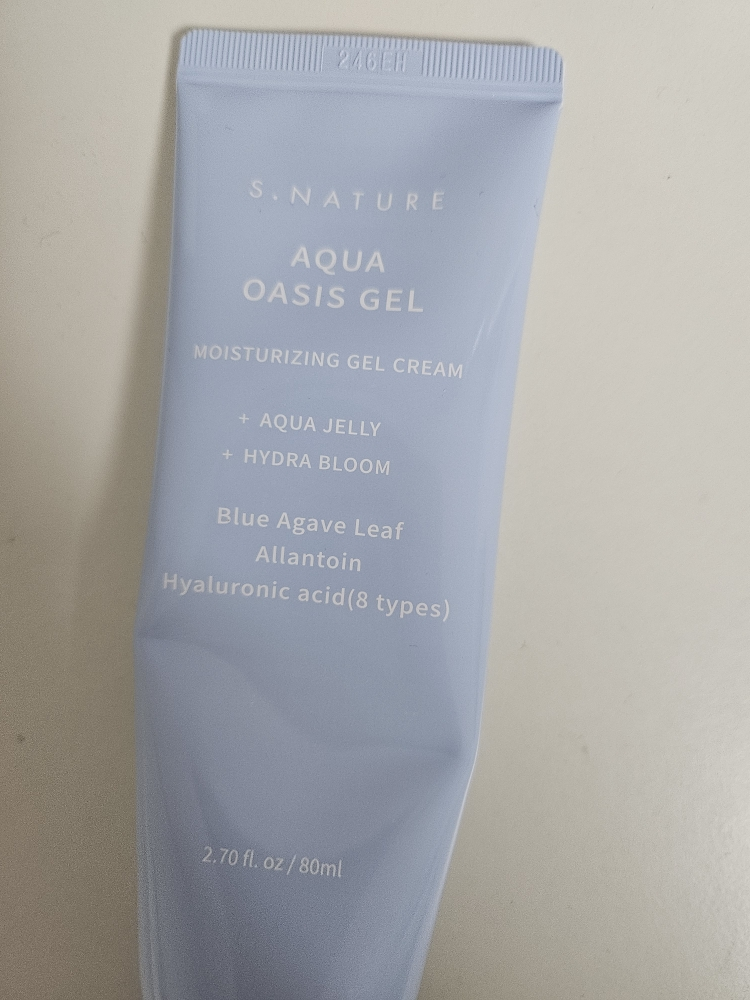 246EH
S.NATURE
AQUA
OASIS GEL
MOISTURIZING GEL CREAM
+ AQUA JELLY
+ HYDRA BLOOM
Blue Agave Leaf
Allantoin
Hyaluronic acid(8 types)
2.70 fl. oz / 80ml